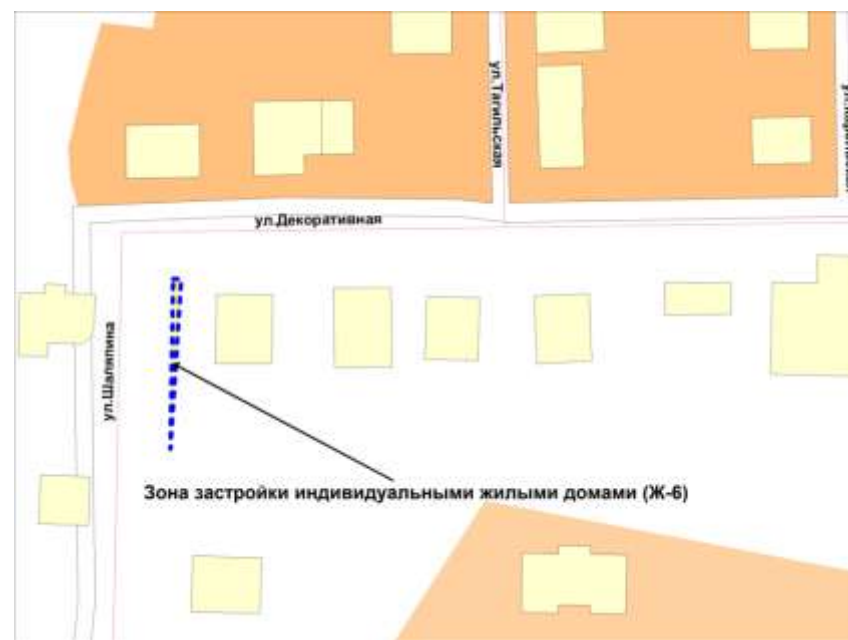 ул.Тагильская
ул.Декоративная
ул.Шаляпина
Зона застройки индивидуальными жилыми домами (Ж-6)